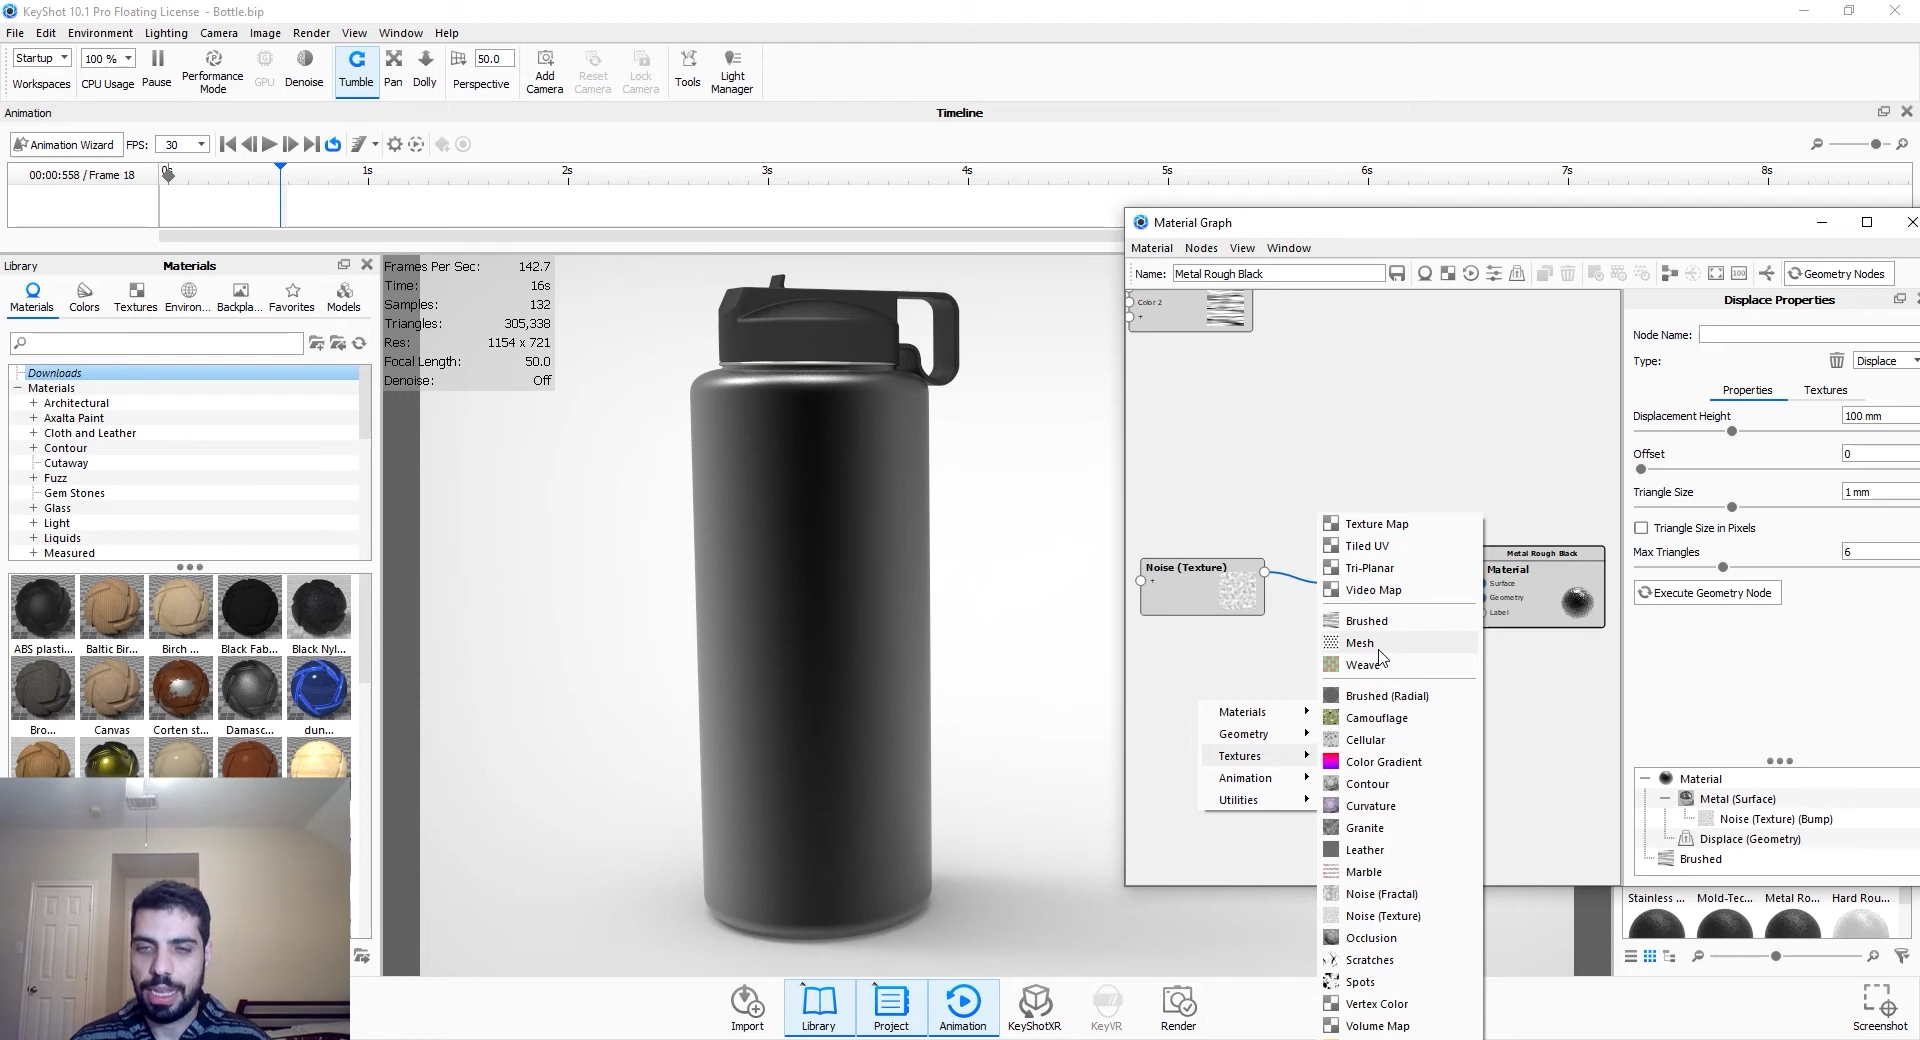 KeyShot 10.1 Pro Floating License - Bottle.bip
File Edit Environment Lighting Camera Image Render View Window Help
Startup 100 % 50.0
Workspaces CPU Usage Pause Performance Mode GPU Denoise Tumble Pan Dolly Perspective Add Camera Reset Camera Lock Camera Tools Light Manager
Animation Timeline
Animation Wizard FPS: 30
00:00:558 / Frame 18 0s 1s 2s 3s 4s 5s 6s 7s 8s
Library Materials
Materials Colors Textures Environ... Backpla... Favorites Models
Downloads
Materials
Architectural
Axalta Paint
Cloth and Leather
Contour
Cutaway
Fuzz
Gem Stones
Glass
Light
Liquids
Measured
ABS plasti... Baltic Bir... Birch ... Black Fab... Black Nyl...
Bro... Canvas Corten st... Damasc... dun...
Frames Per Sec: 142.7
Time: 16s
Samples: 132
Triangles: 305,338
Res: 1154 x 721
Focal Length: 50.0
Denoise: Off
Material Graph
Material Nodes View Window
Name: Metal Rough Black 100 Geometry Nodes
Color 2
+
Noise (Texture)
+
Metal Rough Black
Material
Surface
Geometry
Label
Materials
Geometry
Textures
Animation
Utilities
Texture Map
Tiled UV
Tri-Planar
Video Map
Brushed
Mesh
Weave
Brushed (Radial)
Camouflage
Cellular
Color Gradient
Contour
Curvature
Granite
Leather
Marble
Noise (Fractal)
Noise (Texture)
Occlusion
Scratches
Spots
Vertex Color
Volume Map
Displace Properties
Node Name:
Type: Displace
Properties Textures
Displacement Height 100 mm
Offset 0
Triangle Size 1 mm
Triangle Size in Pixels
Max Triangles 6
Execute Geometry Node
Material
Metal (Surface)
Noise (Texture) (Bump)
Displace (Geometry)
Brushed
Stainless ... Mold-Tec... Metal Ro... Hard Rou...
Import Library Project Animation KeyShotXR KeyVR Render Screenshot